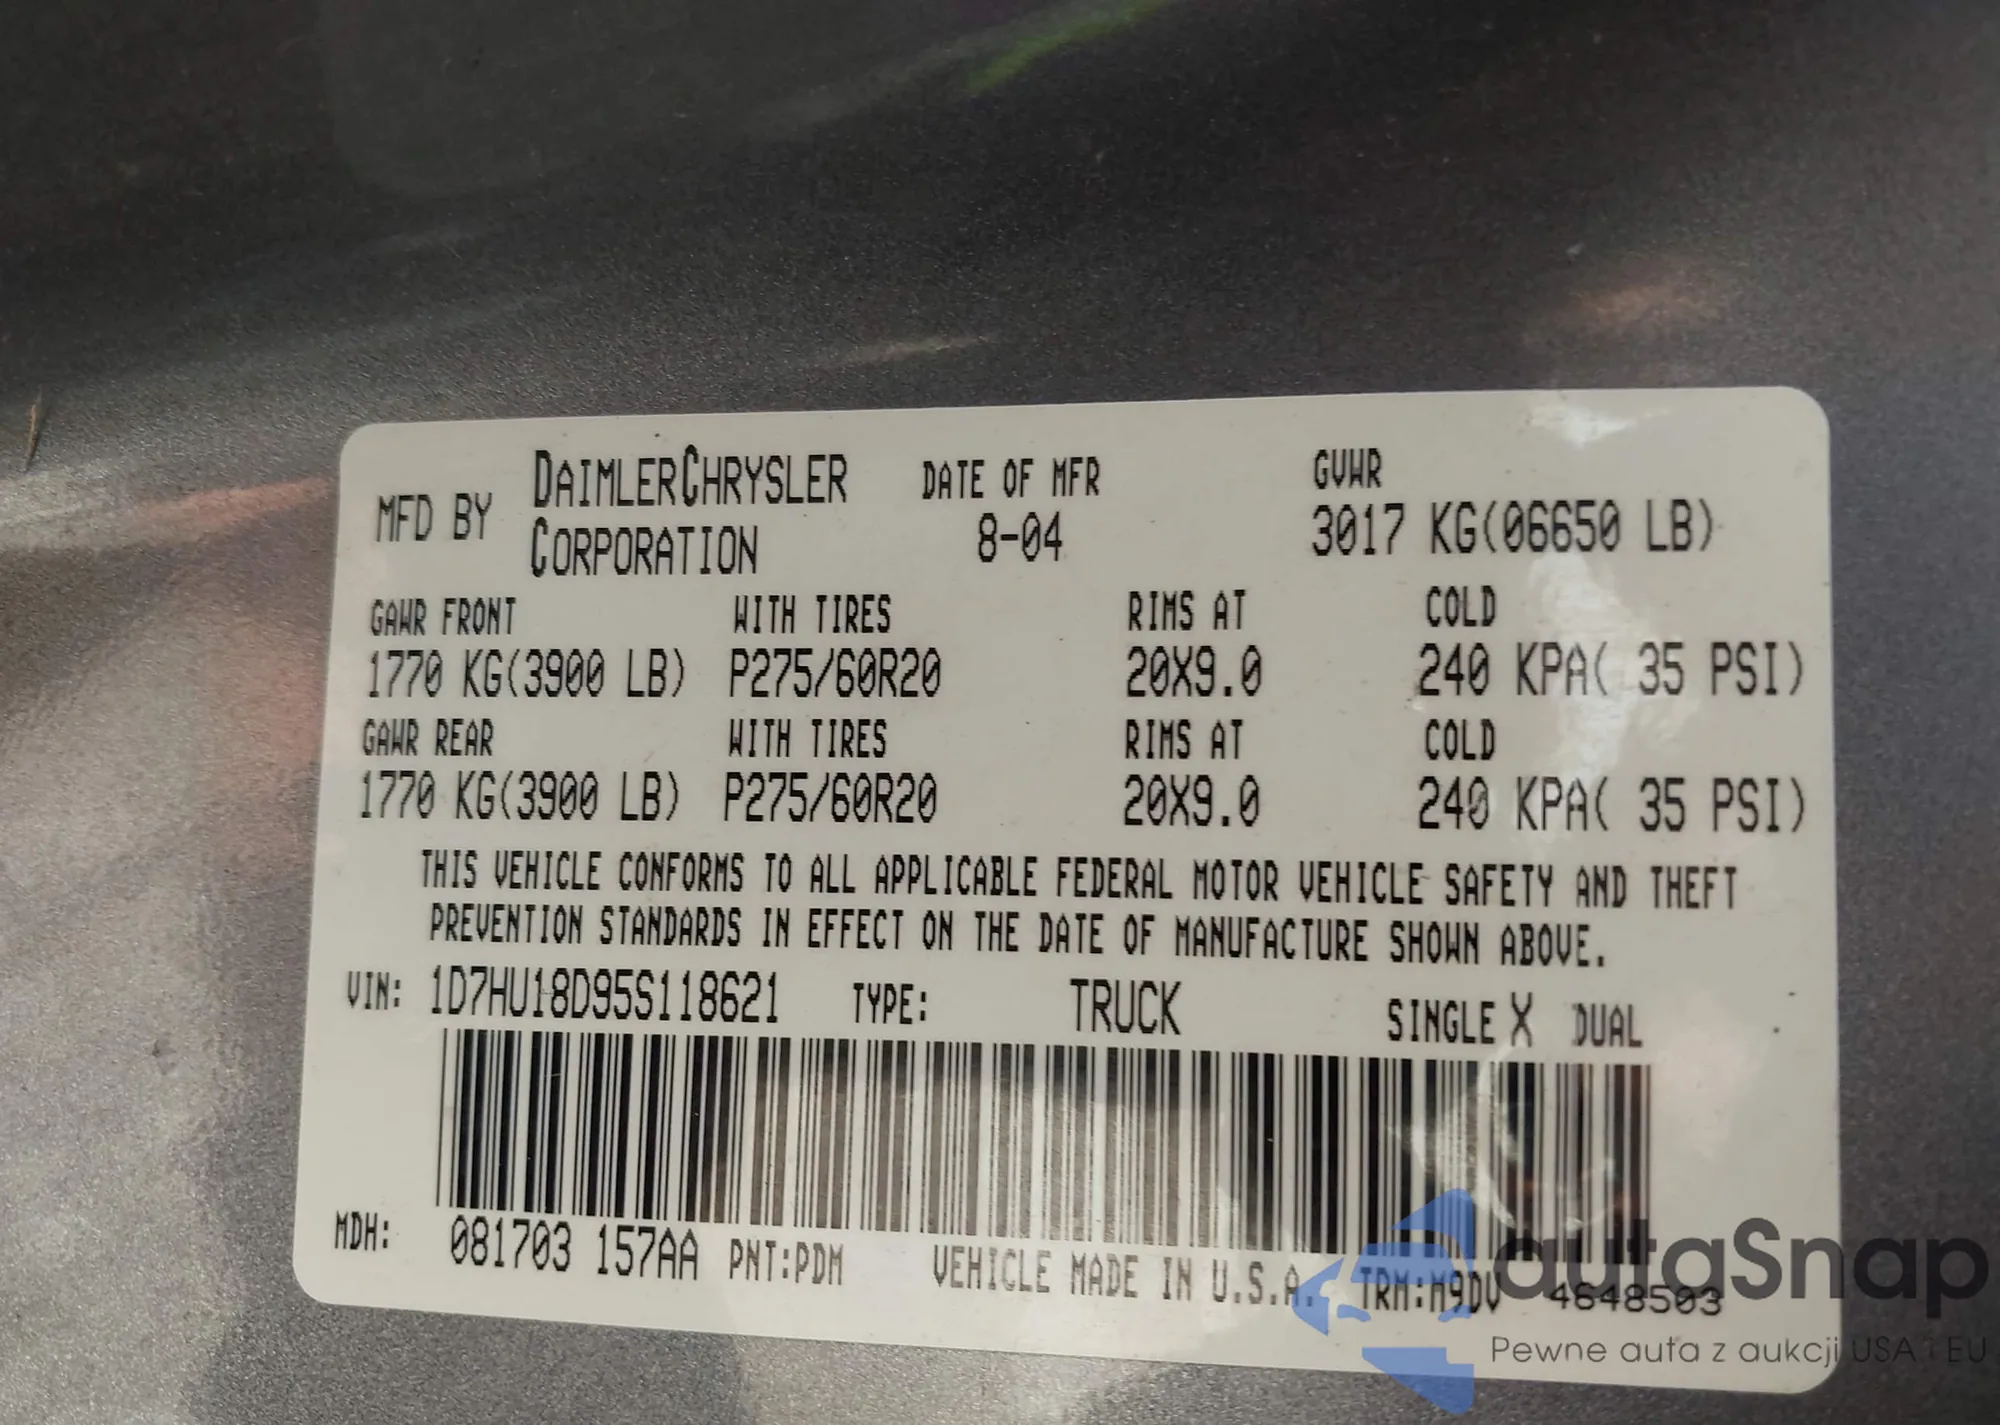 MFD BY DAIMLERCHRYSLER CORPORATION DATE OF MFR 8-04 GVWR 3017 KG(06650 LB)
GAWR FRONT WITH TIRES RIMS AT COLD
1770 KG(3900 LB) P275/60R20 20X9.0 240 KPA( 35 PSI)
GAWR REAR WITH TIRES RIMS AT COLD
1770 KG(3900 LB) P275/60R20 20X9.0 240 KPA( 35 PSI)
THIS VEHICLE CONFORMS TO ALL APPLICABLE FEDERAL MOTOR VEHICLE SAFETY AND THEFT
PREVENTION STANDARDS IN EFFECT ON THE DATE OF MANUFACTURE SHOWN ABOVE.
VIN: 1D7HU18D95S118621 TYPE: TRUCK SINGLE X DUAL
MDH: 081703 157AA PNT:PDM VEHICLE MADE IN U.S.A. TRM:M9DV 4648503
autaSnap
Pewne auta z aukcji USA i EU